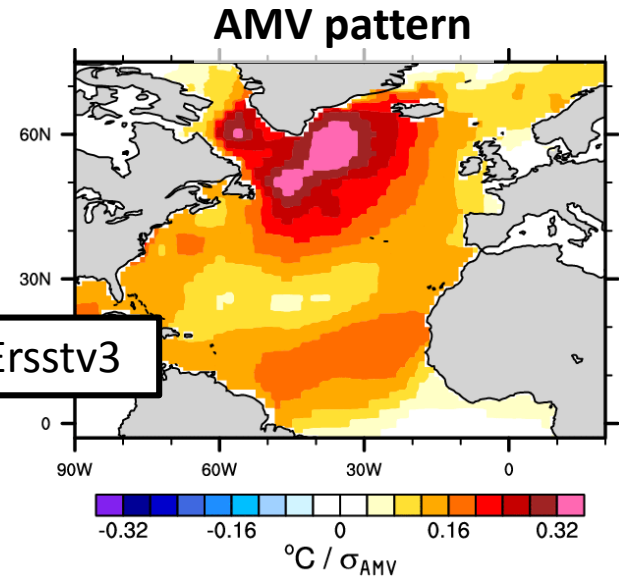 AMV pattern
60N
30N
Ersstv3
0
90W 60W 30W 0
-0.32 -0.16 0 0.16 0.32
°C / σAMV